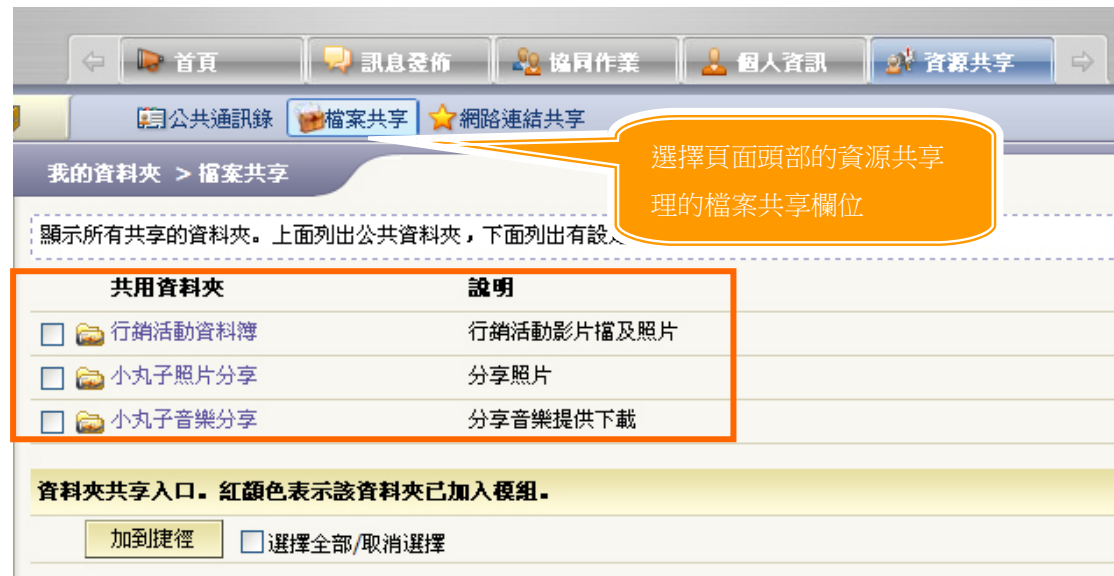 首頁 訊息發佈 協同作業 個人資訊 資源共享
公共通訊錄 檔案共享 網路連結共享
選擇頁面頭部的資源共享
理的檔案共享欄位
我的資料夾 > 檔案共享
顯示所有共享的資料夾。上面列出公共資料夾，下面列出有設
共用資料夾 說明
行銷活動資料簿 行銷活動影片檔及照片
小丸子照片分享 分享照片
小丸子音樂分享 分享音樂提供下載
資料夾共享入口。紅顏色表示該資料夾已加入模組。
加到捷徑 選擇全部/取消選擇